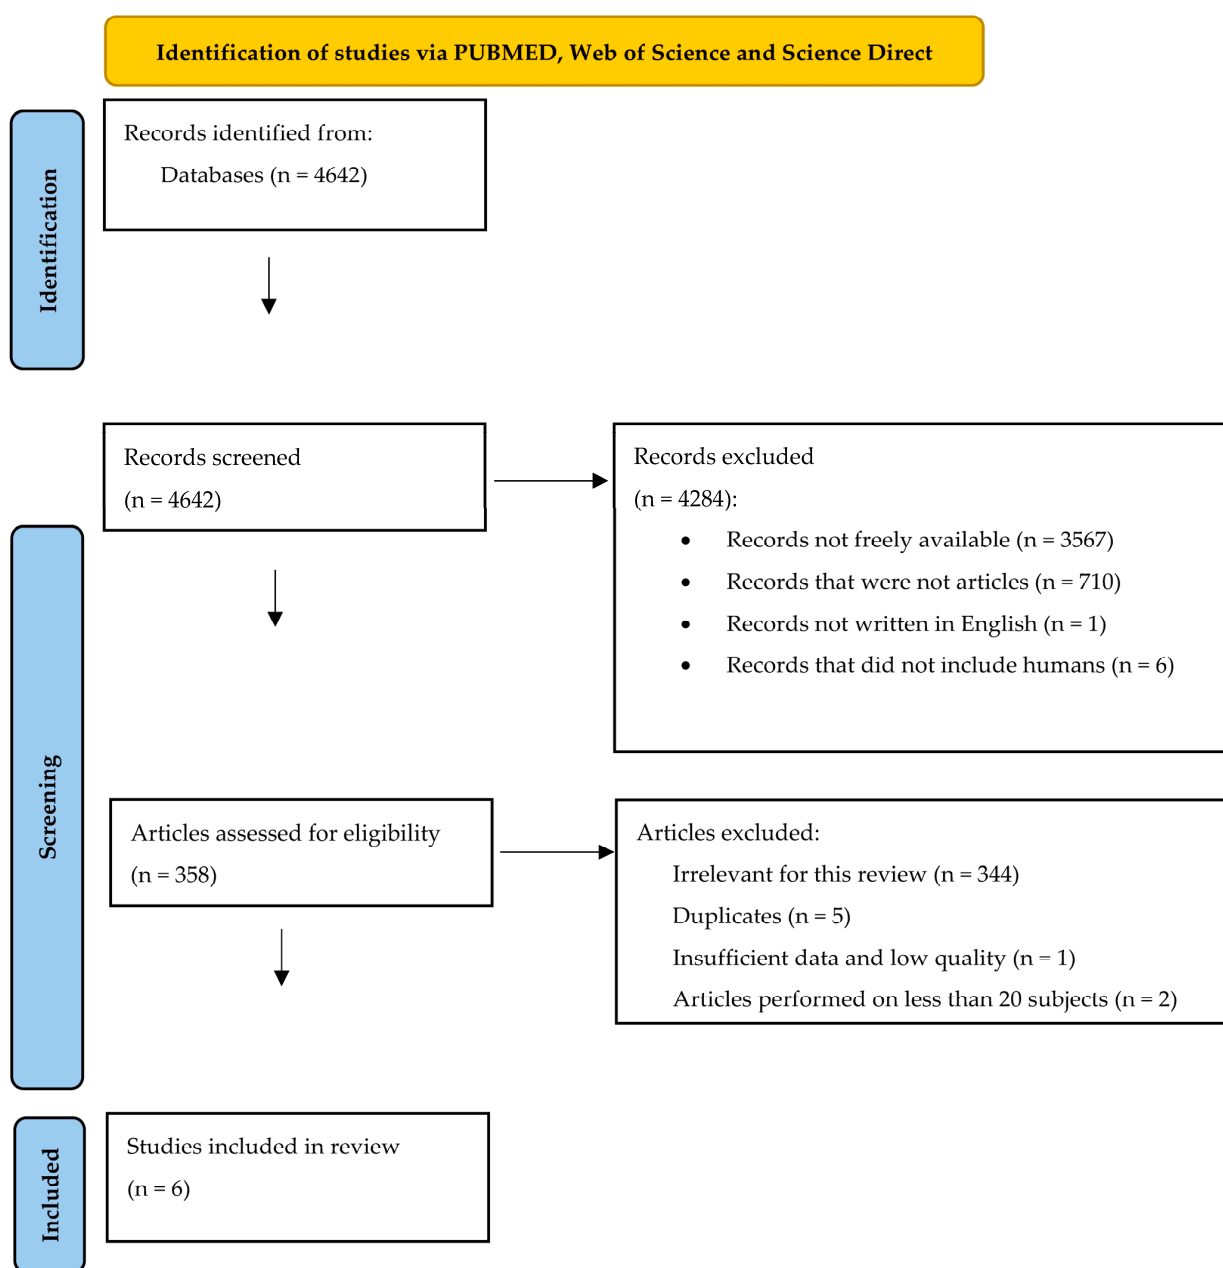 Identification of studies via PUBMED, Web of Science and Science Direct
Identification
Records identified from:
Databases (n = 4642)
Screening
Records screened
(n = 4642)
Records excluded
(n = 4284):
• Records not freely available (n = 3567)
• Records that were not articles (n = 710)
• Records not written in English (n = 1)
• Records that did not include humans (n = 6)
Articles assessed for eligibility
(n = 358)
Articles excluded:
Irrelevant for this review (n = 344)
Duplicates (n = 5)
Insufficient data and low quality (n = 1)
Articles performed on less than 20 subjects (n = 2)
Included
Studies included in review
(n = 6)